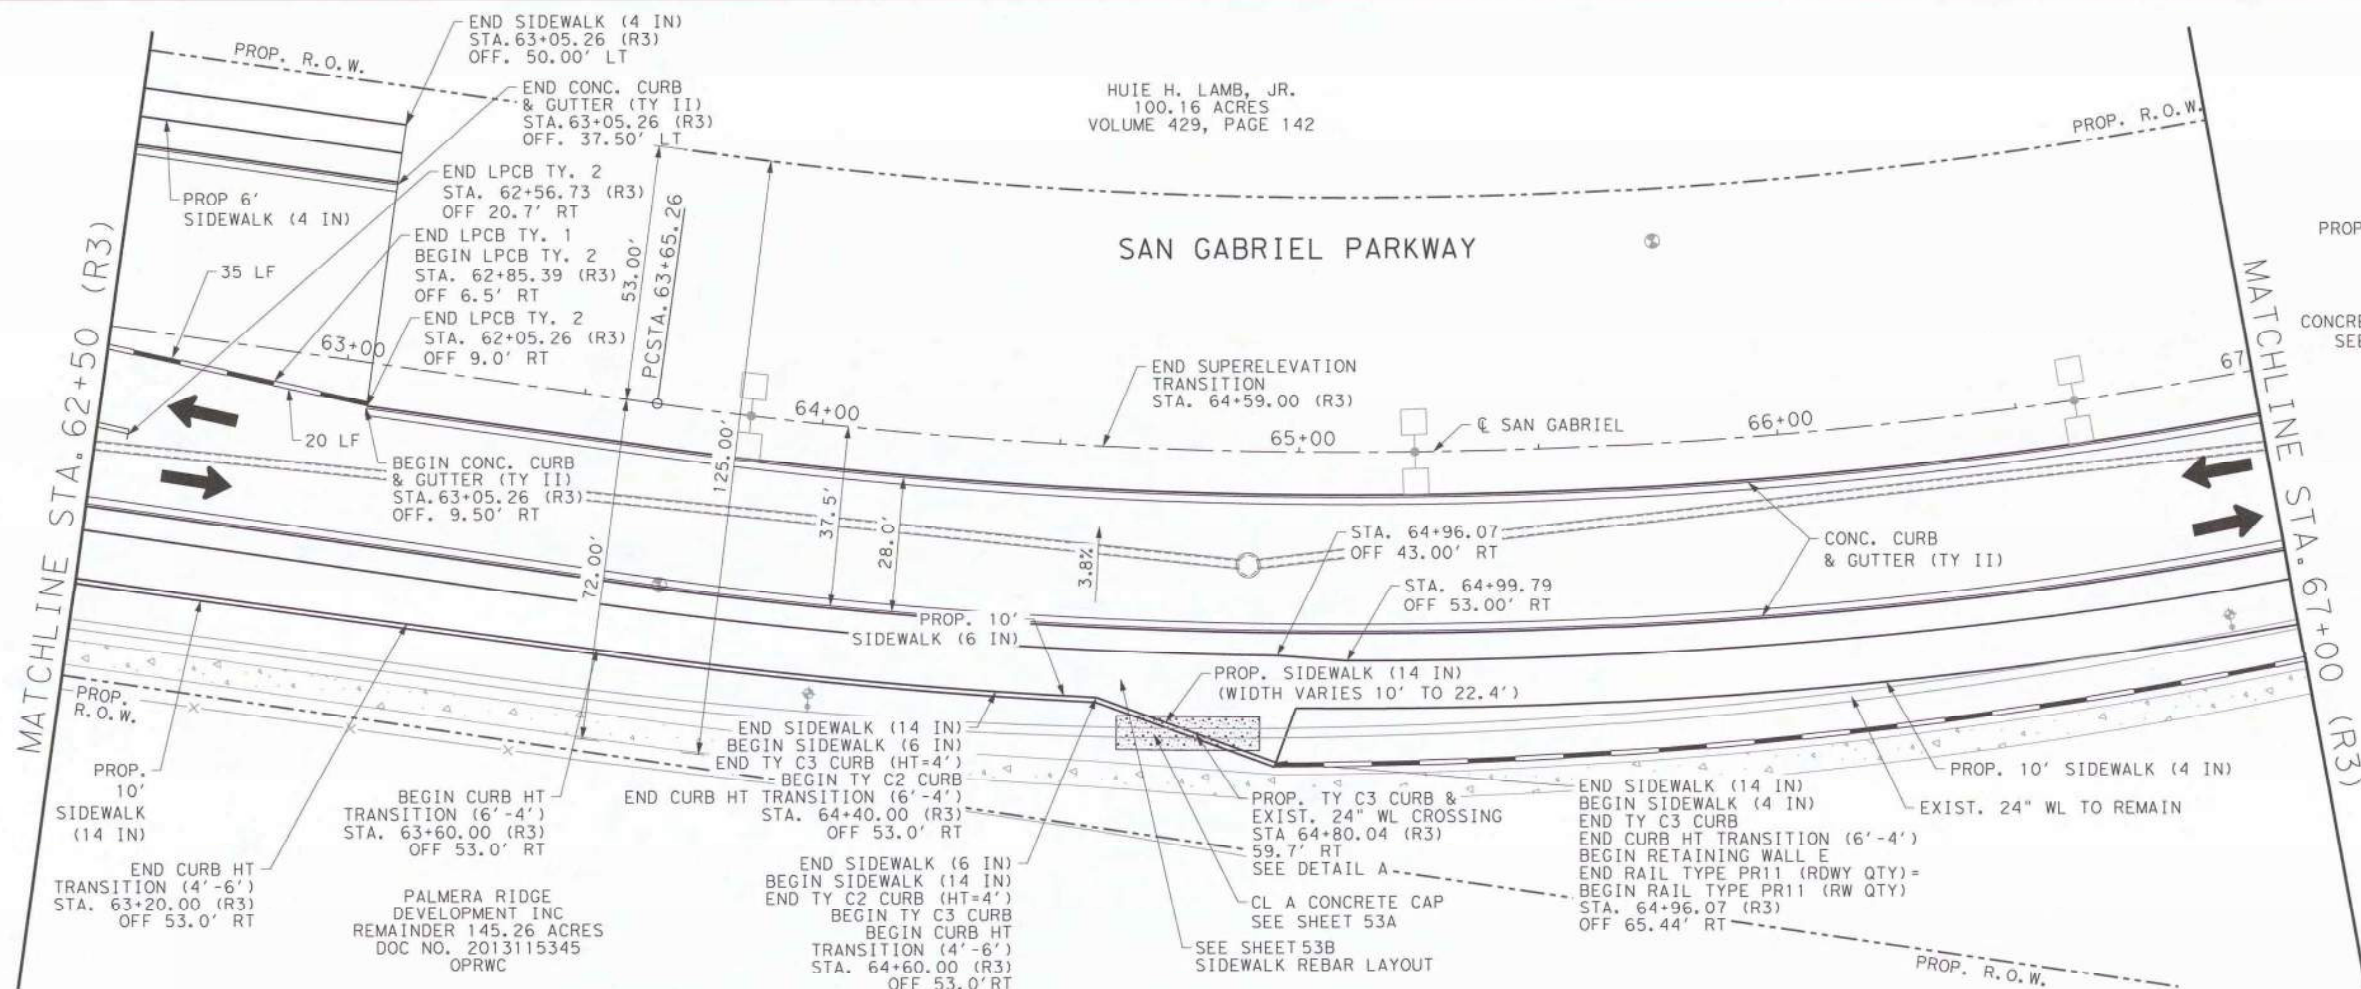 END SIDEWALK (4 IN)
STA. 63+05.26 (R3)
OFF. 50.00' LT
PROP. R.O.W.
END CONC. CURB
& GUTTER (TY II)
STA. 63+05.26 (R3)
OFF. 37.50' LT
HUIE H. LAMB, JR.
100.16 ACRES
VOLUME 429, PAGE 142
PROP. R.O.W.
PROP 6'
SIDEWALK (4 IN)
END LPCB TY. 2
STA. 62+56.73 (R3)
OFF 20.7' RT
END LPCB TY. 1
BEGIN LPCB TY. 2
STA. 62+85.39 (R3)
OFF 6.5' RT
END LPCB TY. 2
STA. 62+05.26 (R3)
OFF 9.0' RT
35 LF
53.00'
PCSTA. 63+65.26
SAN GABRIEL PARKWAY
PROP
CONCRE
SEE
MATCHLINE STA. 62+50 (R3)
MATCHLINE STA. 67+00 (R3)
63+00
64+00
65+00
66+00
67
END SUPERELEVATION
TRANSITION
STA. 64+59.00 (R3)
℄ SAN GABRIEL
20 LF
BEGIN CONC. CURB
& GUTTER (TY II)
STA. 63+05.26 (R3)
OFF. 9.50' RT
72.00'
125.00'
37.5'
28.0'
3.8%
STA. 64+96.07
OFF 43.00' RT
STA. 64+99.79
OFF 53.00' RT
CONC. CURB
& GUTTER (TY II)
PROP. 10'
SIDEWALK (6 IN)
PROP. SIDEWALK (14 IN)
(WIDTH VARIES 10' TO 22.4')
PROP.
R.O.W.
PROP.
10'
SIDEWALK
(14 IN)
END CURB HT
TRANSITION (4'-6')
STA. 63+20.00 (R3)
OFF 53.0' RT
BEGIN CURB HT
TRANSITION (6'-4')
STA. 63+60.00 (R3)
OFF 53.0' RT
PALMERA RIDGE
DEVELOPMENT INC
REMAINDER 145.26 ACRES
DOC NO. 2013115345
OPRWC
END SIDEWALK (14 IN)
BEGIN SIDEWALK (6 IN)
END TY C3 CURB (HT=4')
BEGIN TY C2 CURB
END CURB HT TRANSITION (6'-4')
STA. 64+40.00 (R3)
OFF 53.0' RT
END SIDEWALK (6 IN)
BEGIN SIDEWALK (14 IN)
END TY C2 CURB (HT=4')
BEGIN TY C3 CURB
BEGIN CURB HT
TRANSITION (4'-6')
STA. 64+60.00 (R3)
OFF 53.0'RT
PROP. TY C3 CURB &
EXIST. 24" WL CROSSING
STA 64+80.04 (R3)
59.7' RT
SEE DETAIL A
CL A CONCRETE CAP
SEE SHEET 53A
SEE SHEET 53B
SIDEWALK REBAR LAYOUT
END SIDEWALK (14 IN)
BEGIN SIDEWALK (4 IN)
END TY C3 CURB
END CURB HT TRANSITION (6'-4')
BEGIN RETAINING WALL E
END RAIL TYPE PR11 (RDWY QTY)=
BEGIN RAIL TYPE PR11 (RW QTY)
STA. 64+96.07 (R3)
OFF 65.44' RT
PROP. 10' SIDEWALK (4 IN)
EXIST. 24" WL TO REMAIN
PROP. R.O.W.